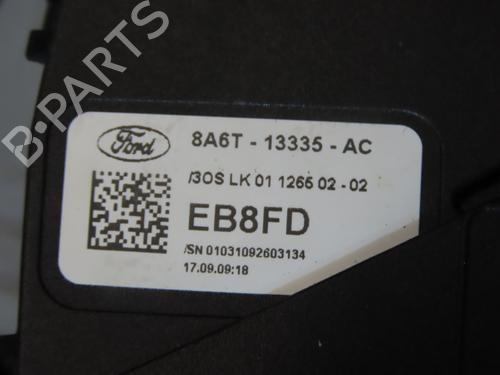 Ford
8A6T - 13335 - AC
/3OS LK 01 1266 02 - 02
EB8FD
/SN 01031092603134
17.09.09:18
B-PARTS